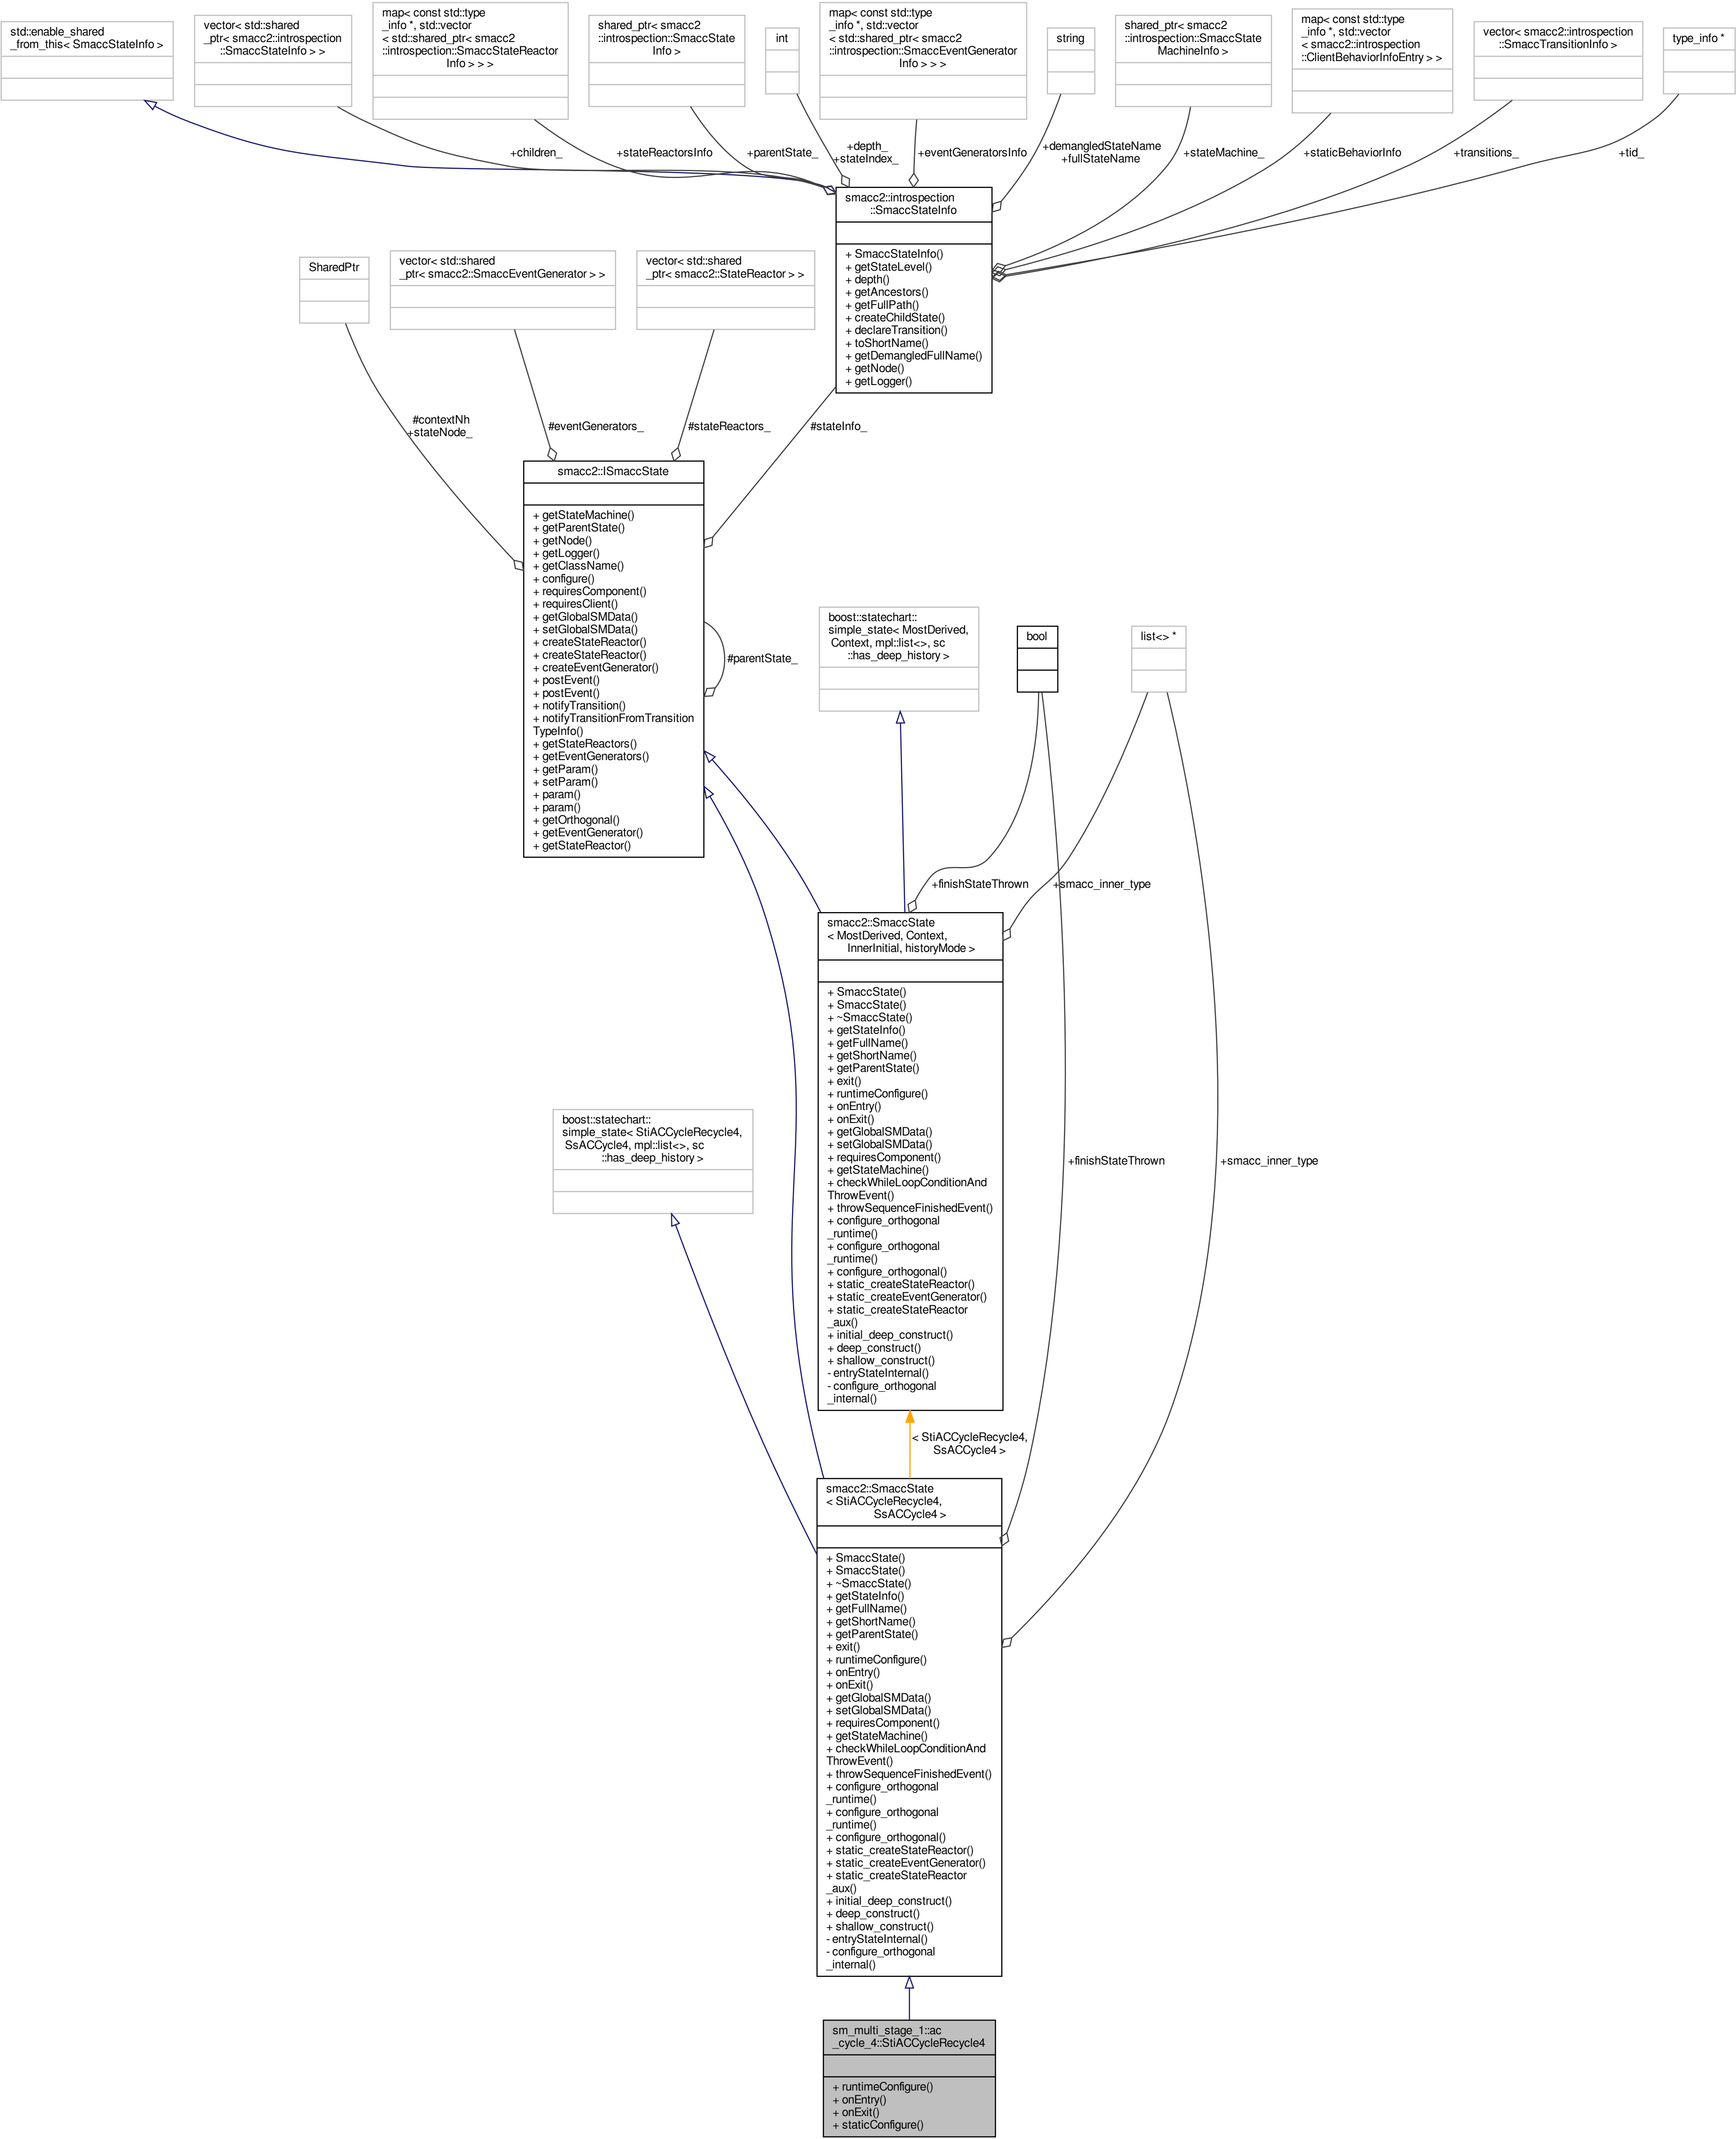 std::enable_shared
_from_this< SmaccStateInfo >
vector< std::shared
_ptr< smacc2::introspection
::SmaccStateInfo > >
map< const std::type
_info *, std::vector
< std::shared_ptr< smacc2
::introspection::SmaccStateReactor
Info > > >
shared_ptr< smacc2
::introspection::SmaccState
Info >
int
map< const std::type
_info *, std::vector
< std::shared_ptr< smacc2
::introspection::SmaccEventGenerator
Info > > >
string
shared_ptr< smacc2
::introspection::SmaccState
MachineInfo >
map< const std::type
_info *, std::vector
< smacc2::introspection
::ClientBehaviorInfoEntry > >
vector< smacc2::introspection
::SmaccTransitionInfo >
type_info *
+children_
+stateReactorsInfo
+parentState_
+depth_
+stateIndex_
+eventGeneratorsInfo
+demangledStateName
+fullStateName
+stateMachine_
+staticBehaviorInfo
+transitions_
+tid_
smacc2::introspection
::SmaccStateInfo
+ SmaccStateInfo()
+ getStateLevel()
+ depth()
+ getAncestors()
+ getFullPath()
+ createChildState()
+ declareTransition()
+ toShortName()
+ getDemangledFullName()
+ getNode()
+ getLogger()
SharedPtr
vector< std::shared
_ptr< smacc2::SmaccEventGenerator > >
vector< std::shared
_ptr< smacc2::StateReactor > >
#contextNh
+stateNode_
#eventGenerators_
#stateReactors_
#stateInfo_
smacc2::ISmaccState
+ getStateMachine()
+ getParentState()
+ getNode()
+ getLogger()
+ getClassName()
+ configure()
+ requiresComponent()
+ requiresClient()
+ getGlobalSMData()
+ setGlobalSMData()
+ createStateReactor()
+ createStateReactor()
+ createEventGenerator()
+ postEvent()
+ postEvent()
+ notifyTransition()
+ notifyTransitionFromTransition
TypeInfo()
+ getStateReactors()
+ getEventGenerators()
+ getParam()
+ setParam()
+ param()
+ param()
+ getOrthogonal()
+ getEventGenerator()
+ getStateReactor()
#parentState_
boost::statechart::
simple_state< MostDerived,
Context, mpl::list<>, sc
::has_deep_history >
bool
list<> *
+finishStateThrown
+smacc_inner_type
smacc2::SmaccState
< MostDerived, Context,
InnerInitial, historyMode >
+ SmaccState()
+ SmaccState()
+ ~SmaccState()
+ getStateInfo()
+ getFullName()
+ getShortName()
+ getParentState()
+ exit()
+ runtimeConfigure()
+ onEntry()
+ onExit()
+ getGlobalSMData()
+ setGlobalSMData()
+ requiresComponent()
+ getStateMachine()
+ checkWhileLoopConditionAnd
ThrowEvent()
+ throwSequenceFinishedEvent()
+ configure_orthogonal
_runtime()
+ configure_orthogonal
_runtime()
+ configure_orthogonal()
+ static_createStateReactor()
+ static_createEventGenerator()
+ static_createStateReactor
_aux()
+ initial_deep_construct()
+ deep_construct()
+ shallow_construct()
- entryStateInternal()
- configure_orthogonal
_internal()
boost::statechart::
simple_state< StiACCycleRecycle4,
SsACCycle4, mpl::list<>, sc
::has_deep_history >
+finishStateThrown
+smacc_inner_type
< StiACCycleRecycle4,
SsACCycle4 >
smacc2::SmaccState
< StiACCycleRecycle4,
SsACCycle4 >
+ SmaccState()
+ SmaccState()
+ ~SmaccState()
+ getStateInfo()
+ getFullName()
+ getShortName()
+ getParentState()
+ exit()
+ runtimeConfigure()
+ onEntry()
+ onExit()
+ getGlobalSMData()
+ setGlobalSMData()
+ requiresComponent()
+ getStateMachine()
+ checkWhileLoopConditionAnd
ThrowEvent()
+ throwSequenceFinishedEvent()
+ configure_orthogonal
_runtime()
+ configure_orthogonal
_runtime()
+ configure_orthogonal()
+ static_createStateReactor()
+ static_createEventGenerator()
+ static_createStateReactor
_aux()
+ initial_deep_construct()
+ deep_construct()
+ shallow_construct()
- entryStateInternal()
- configure_orthogonal
_internal()
sm_multi_stage_1::ac
_cycle_4::StiACCycleRecycle4
+ runtimeConfigure()
+ onEntry()
+ onExit()
+ staticConfigure()